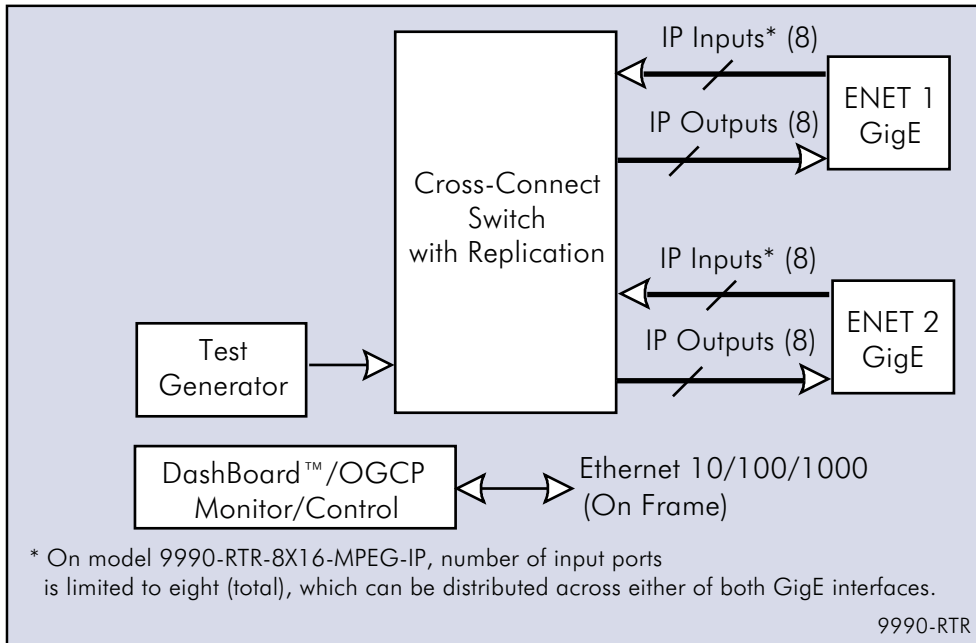 IP Inputs* (8)
ENET 1
GigE
IP Outputs (8)
Cross-Connect
Switch
with Replication
IP Inputs* (8)
ENET 2
GigE
IP Outputs (8)
Test
Generator
DashBoard™/OGCP
Monitor/Control
Ethernet 10/100/1000
(On Frame)
* On model 9990-RTR-8X16-MPEG-IP, number of input ports
is limited to eight (total), which can be distributed across either of both GigE interfaces.
9990-RTR